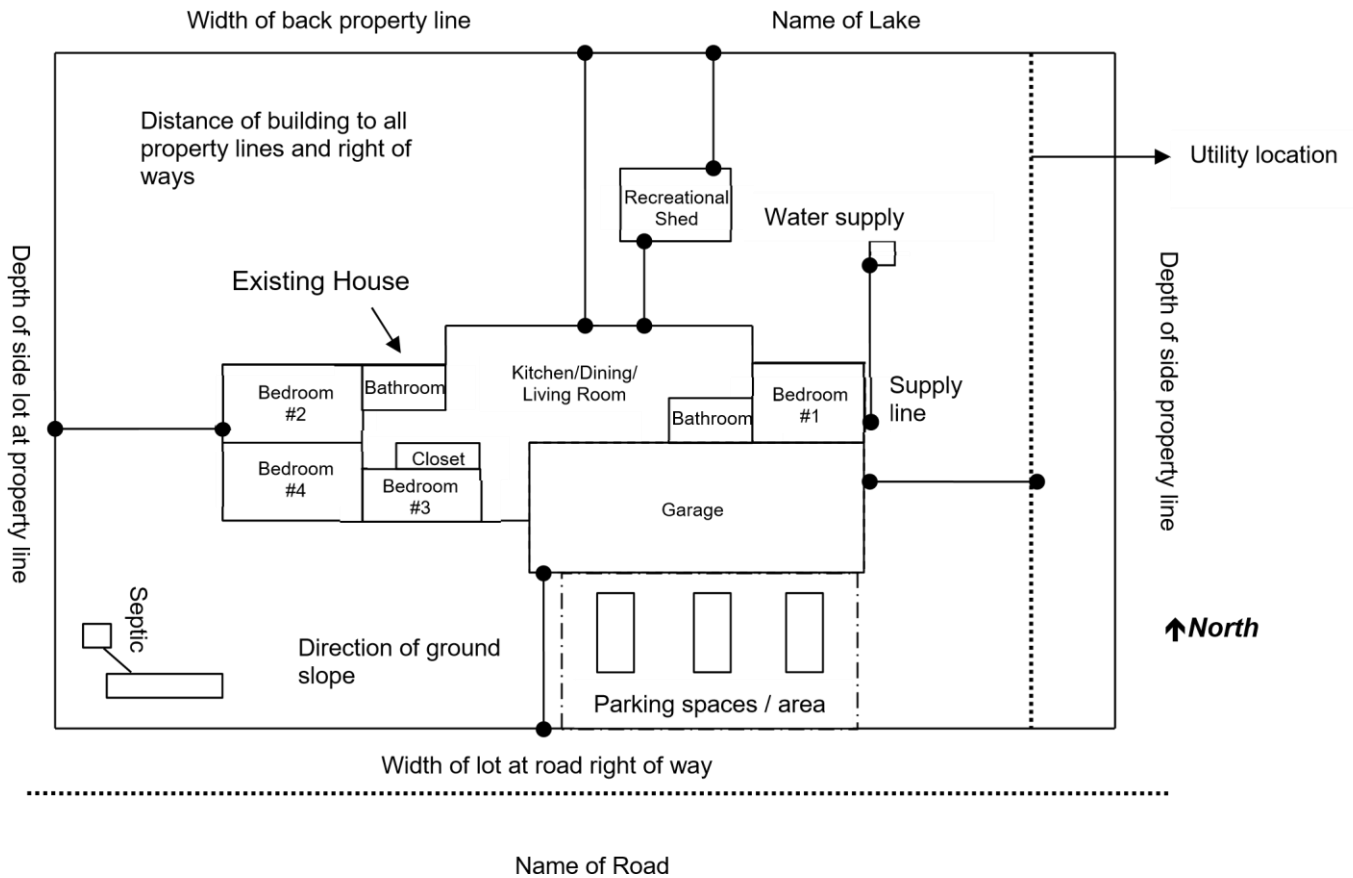 Width of back property line
Name of Lake
Distance of building to all
property lines and right of
ways
Utility location
Recreational
Shed
Water supply
Existing House
Depth of side lot at property line
Depth of side property line
Bedroom
#2
Bathroom
Kitchen/Dining/
Living Room
Bathroom
Bedroom
#1
Supply
line
Bedroom
#4
Closet
Bedroom
#3
Garage
Septic
Direction of ground
slope
Parking spaces / area
↑North
Width of lot at road right of way
Name of Road